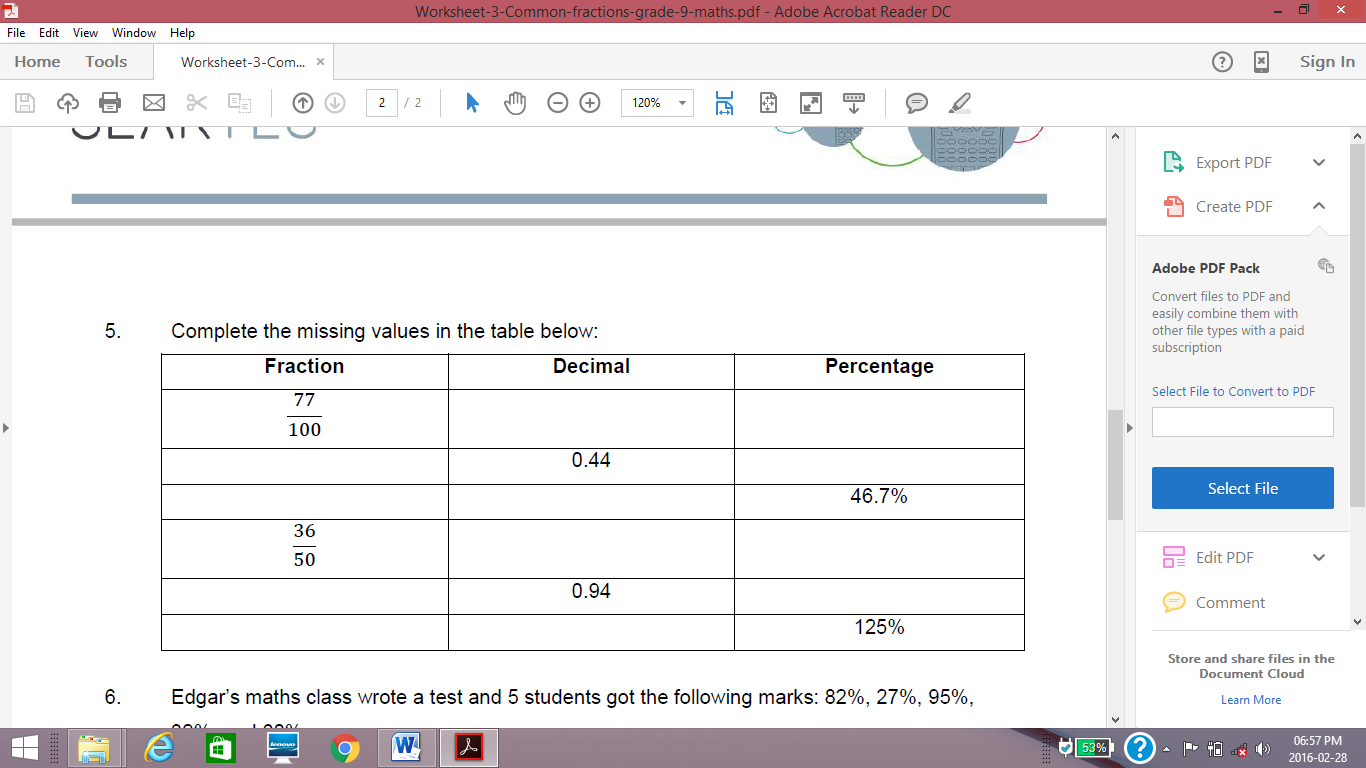 Worksheet-3-Common-fractions-grade-9-maths.pdf - Adobe Acrobat Reader DC
File Edit View Window Help
Home Tools Worksheet-3-Com... × ? Sign In
2 / 2 120%
Export PDF
Create PDF
Adobe PDF Pack
Convert files to PDF and
easily combine them with
other file types with a paid
subscription
Select File to Convert to PDF
Select File
Edit PDF
Comment
Store and share files in the
Document Cloud
Learn More
5. Complete the missing values in the table below:
Fraction Decimal Percentage
77
100
0.44
46.7%
36
50
0.94
125%
6. Edgar’s maths class wrote a test and 5 students got the following marks: 82%, 27%, 95%,
lenovo
53%
06:57 PM
2016-02-28